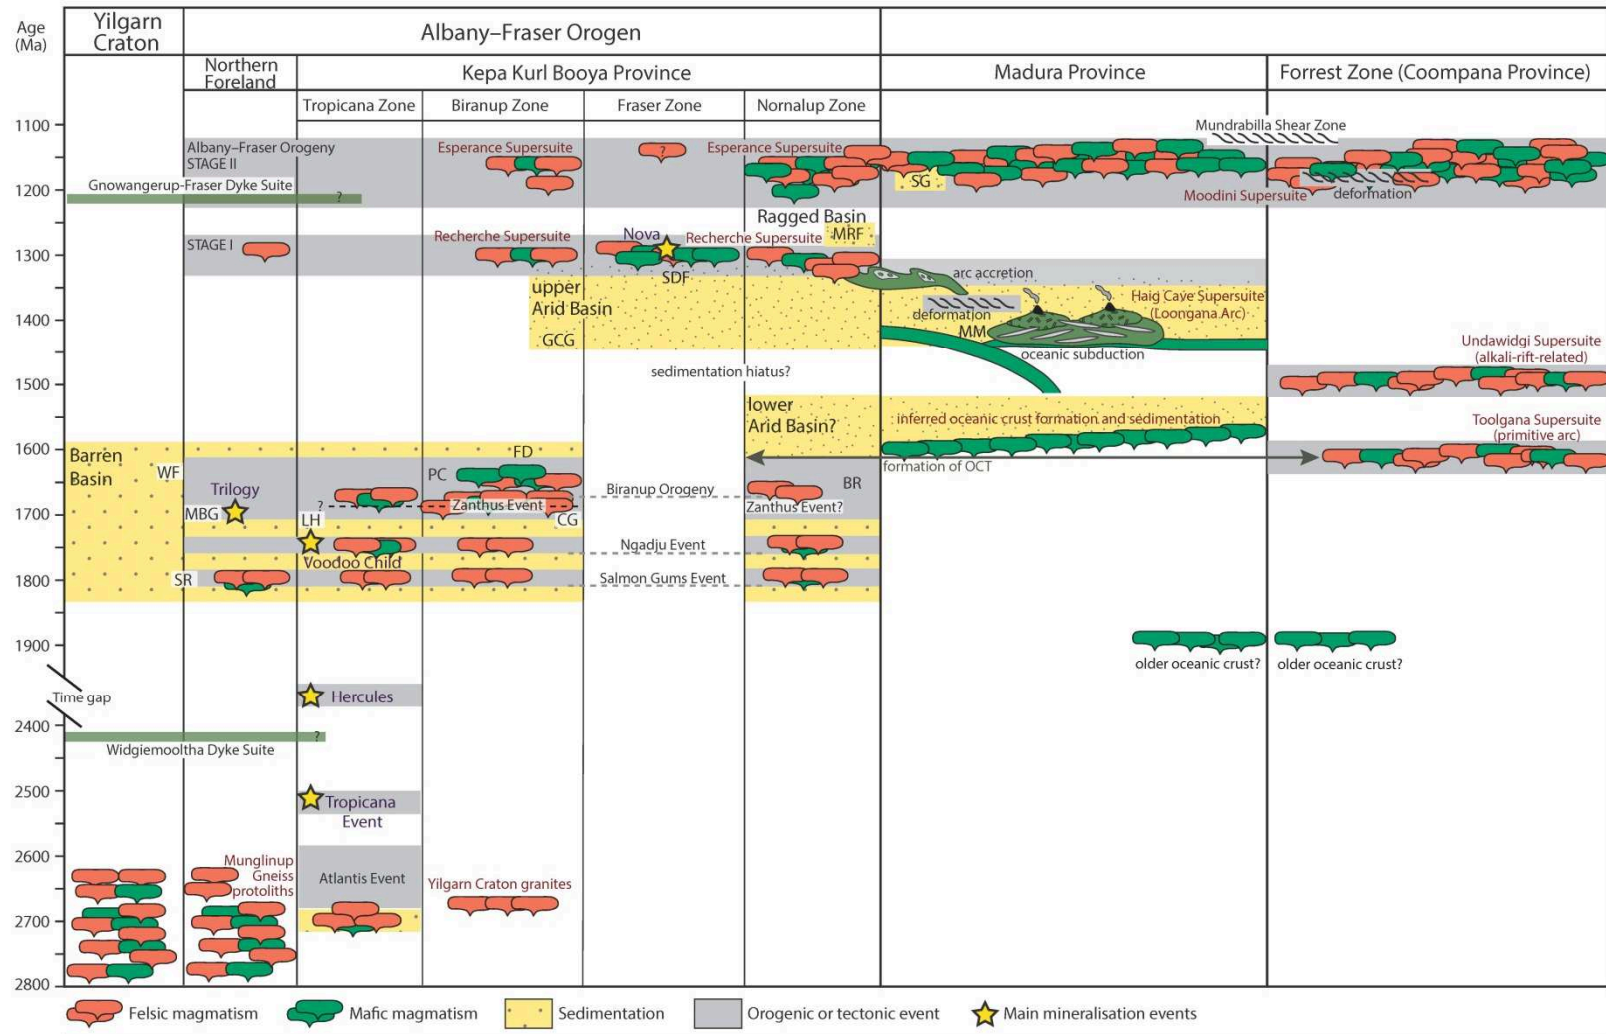 Age
(Ma)
Yilgarn
Craton
Albany–Fraser Orogen
Northern
Foreland
Kepa Kurl Booya Province
Madura Province
Forrest Zone (Coompana Province)
Tropicana Zone
Biranup Zone
Fraser Zone
Nornalup Zone
1100
Mundrabilla Shear Zone
Albany–Fraser Orogeny
STAGE II
Esperance Supersuite
?
Esperance Supersuite
Gnowangerup-Fraser Dyke Suite
?
SG
1200
Moodini Supersuite
deformation
Ragged Basin
STAGE I
Recherche Supersuite
Nova
Recherche Supersuite
MRF
1300
SDF
arc accretion
upper
Arid Basin
Haig Cave Supersuite
(Loongana Arc)
deformation
1400
GCG
MM
oceanic subduction
Undawidgi Supersuite
(alkali-rift-related)
sedimentation hiatus?
1500
lower
Arid Basin?
inferred oceanic crust formation and sedimentation
Toolgana Supersuite
(primitive arc)
1600
Barren
Basin
FD
WF
PC
formation of OCT
Trilogy
Biranup Orogeny
BR
?
Zanthus Event
Zanthus Event?
1700
MBG
LH
CG
Ngadju Event
Voodoo Child
1800
SR
Salmon Gums Event
1900
older oceanic crust?
older oceanic crust?
Time gap
Hercules
2400
?
Widgiemooltha Dyke Suite
2500
Tropicana
Event
2600
Munglinup
Gneiss
protoliths
Atlantis Event
Yilgarn Craton granites
2700
2800
Felsic magmatism
Mafic magmatism
Sedimentation
Orogenic or tectonic event
Main mineralisation events